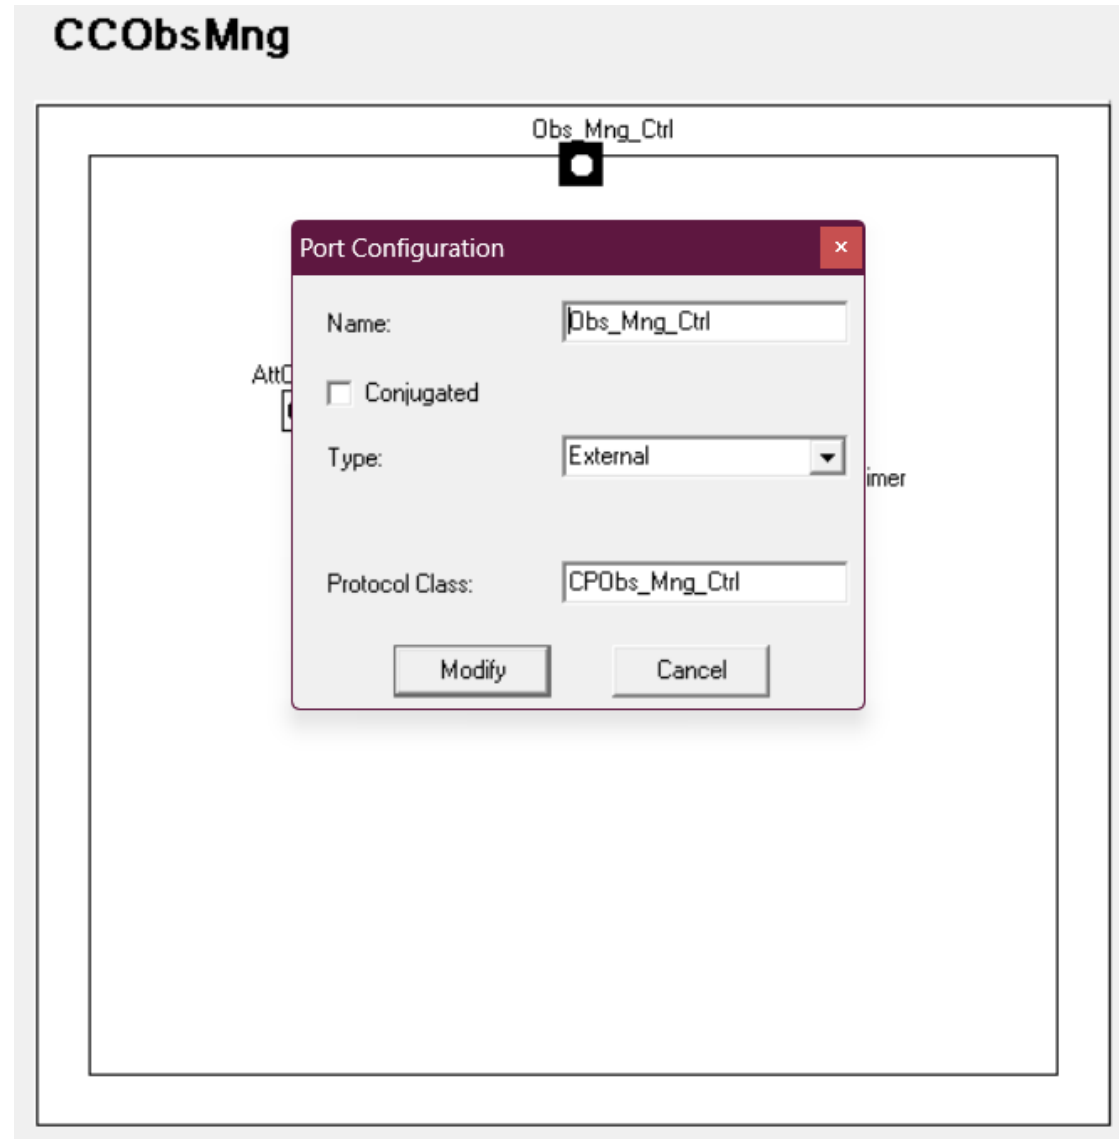 CCObsMng
Obs_Mng_Ctrl
Port Configuration
Name:
Obs_Mng_Ctrl
Conjugated
Type:
External
Protocol Class:
CPObs_Mng_Ctrl
Modify
Cancel